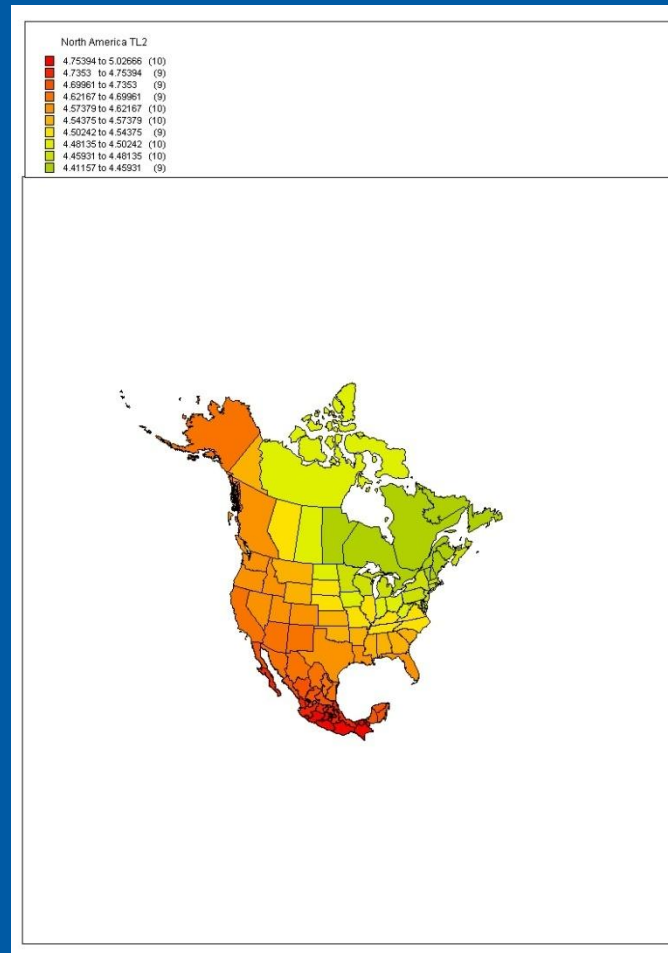 North America TL2
4.75394 to 5.02666 (10)
4.7353 to 4.75394 (9)
4.69961 to 4.7353 (9)
4.62167 to 4.69961 (9)
4.57379 to 4.62167 (10)
4.54375 to 4.57379 (10)
4.50242 to 4.54375 (9)
4.48135 to 4.50242 (10)
4.45931 to 4.48135 (10)
4.41157 to 4.45931 (9)